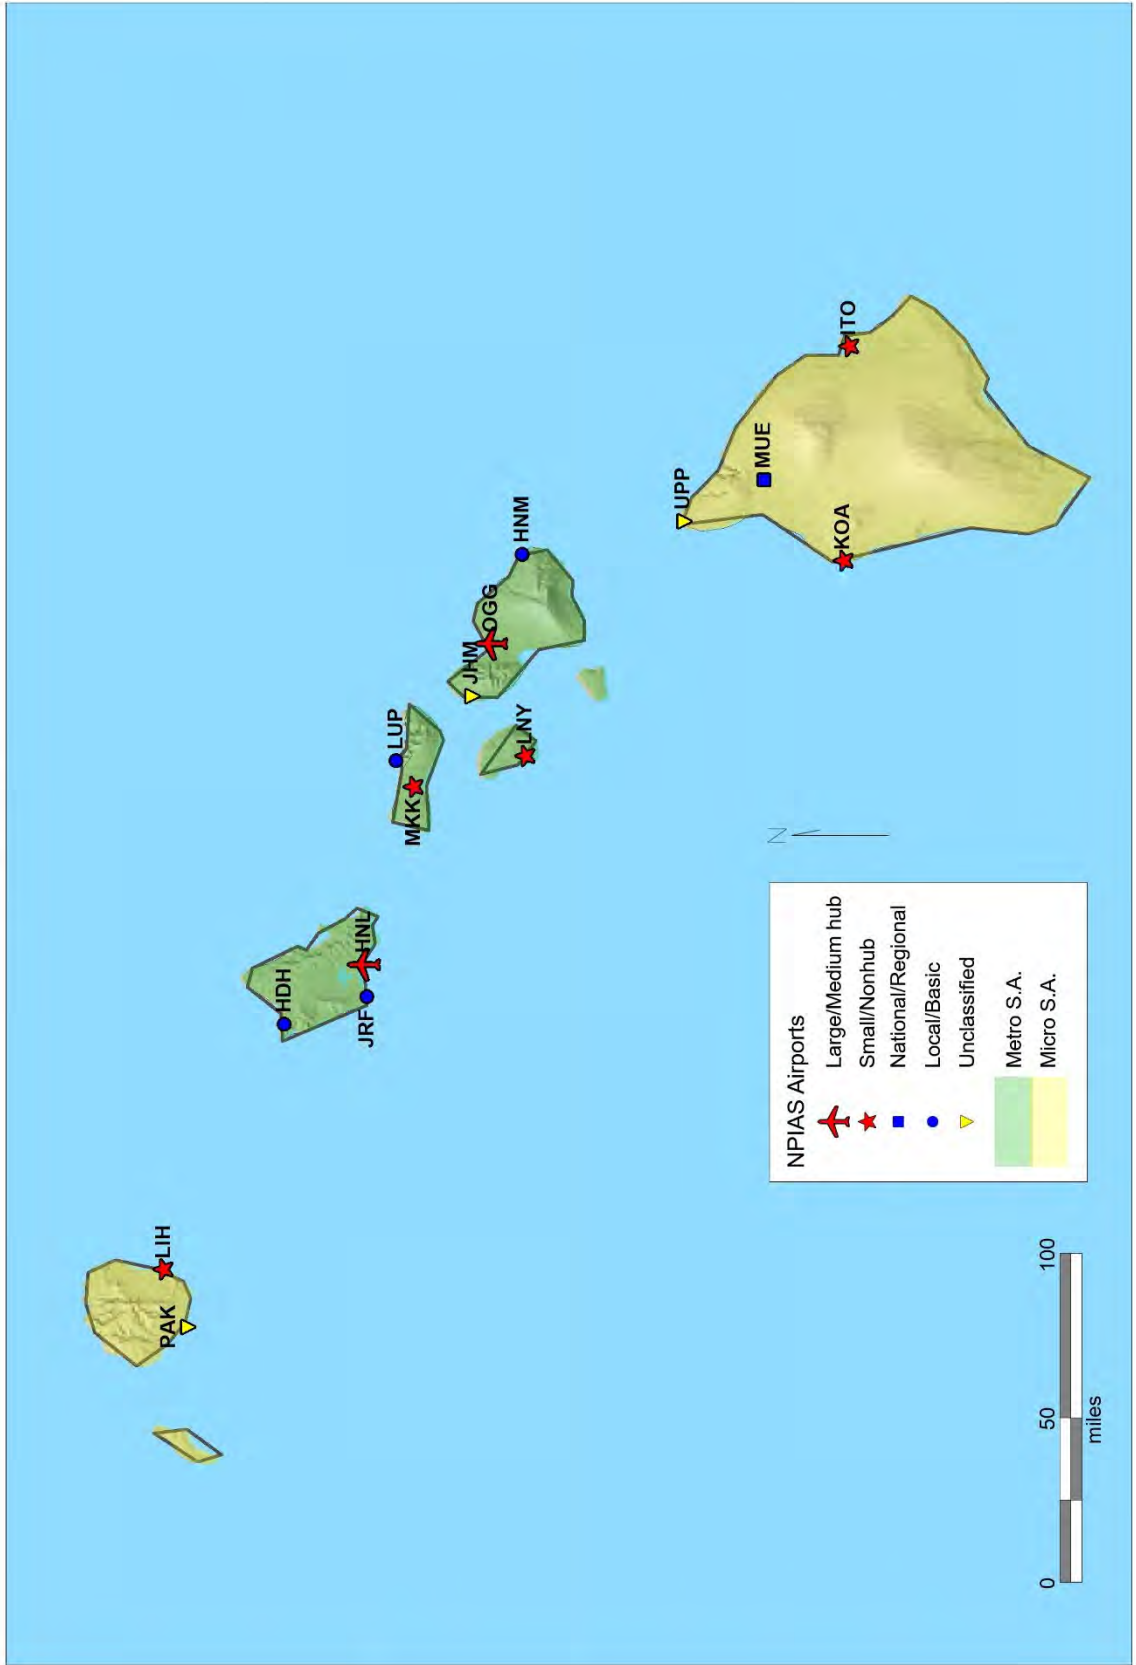 PAK
LIH
HDH
JRF
HNL
MKK
LUP
LNY
JHM
OGG
HNM
UPP
MUE
KOA
ITO
N
NPIAS Airports
Large/Medium hub
Small/Nonhub
National/Regional
Local/Basic
Unclassified
Metro S.A.
Micro S.A.
0 50 100
miles